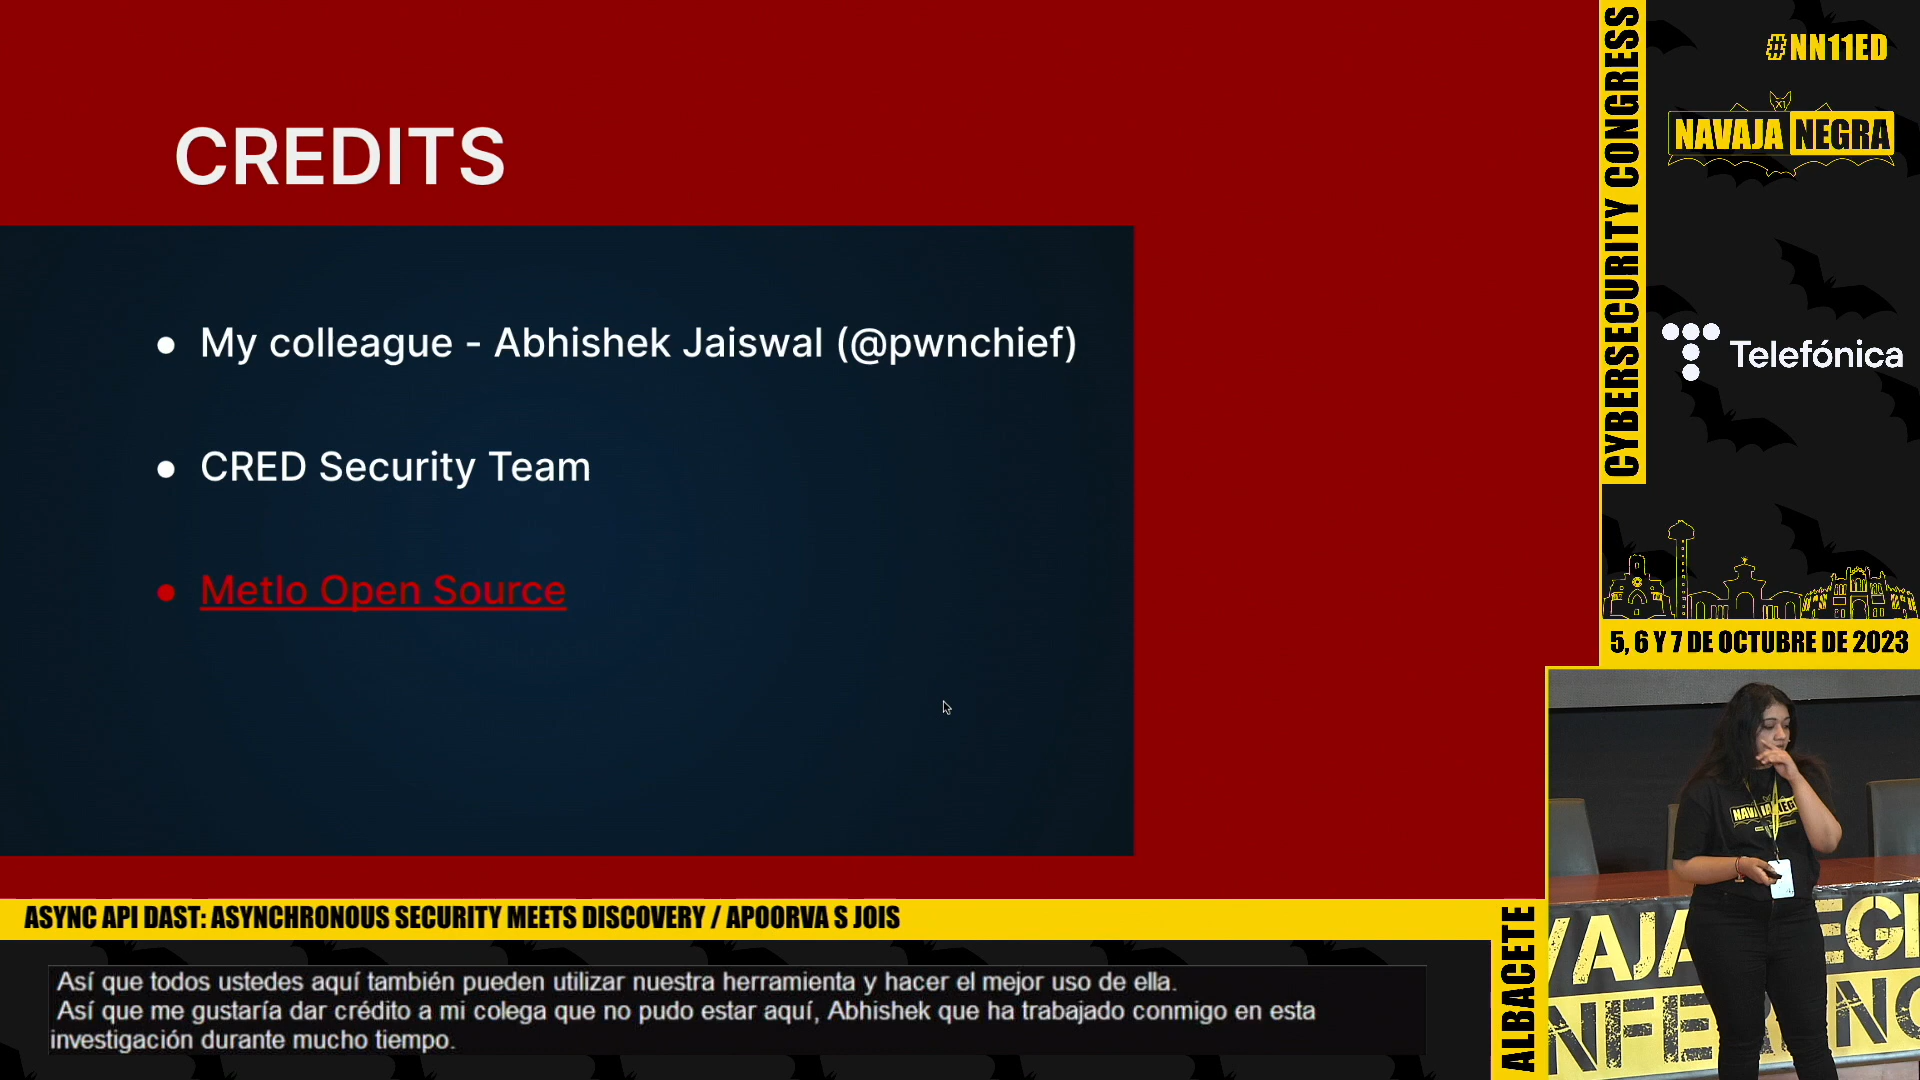 CREDITS
My colleague - Abhishek Jaiswal (@pwnchief)
CRED Security Team
Metlo Open Source
ASYNC API DAST: ASYNCHRONOUS SECURITY MEETS DISCOVERY / APOORVA S JOIS
Así que todos ustedes aquí también pueden utilizar nuestra herramienta y hacer el mejor uso de ella.
Así que me gustaría dar crédito a mi colega que no pudo estar aquí, Abhishek que ha trabajado conmigo en esta
investigación durante mucho tiempo.
CYBERSECURITY CONGRESS
#NN11ED
XI
NAVAJA NEGRA
Telefónica
5, 6 Y 7 DE OCTUBRE DE 2023
ALBACETE